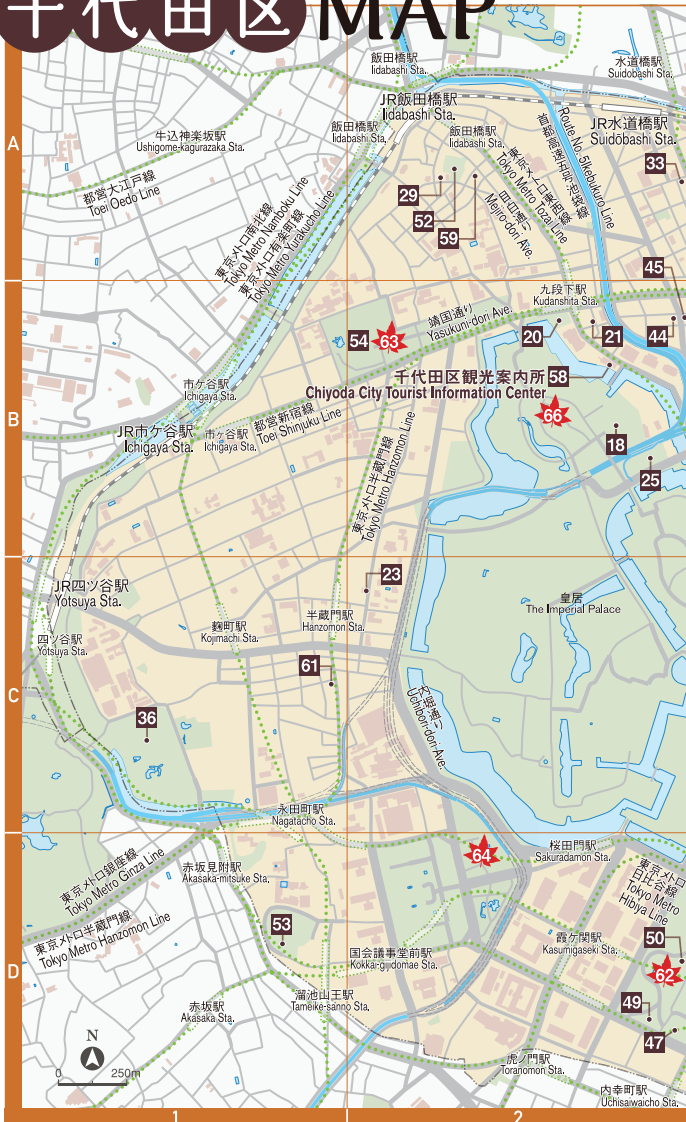 千代田区 MAP
飯田橋駅
Iidabashi Sta.
水道橋駅
Suidobashi Sta.
JR飯田橋駅
Iidabashi Sta.
A
牛込神楽坂駅
Ushigome-kagurazaka Sta.
飯田橋駅
Iidabashi Sta.
飯田橋駅
Iidabashi Sta.
JR水道橋駅
Suidobashi Sta.
Route No. 5 Ikebukuro Line
首都高速五号池袋線
東京メトロ東西線
Tokyo Metro Tozai Line
目白通り
Mejiro-dori Ave.
33
都営大江戸線
Toei Oedo Line
29
52
59
東京メトロ南北線
Tokyo Metro Namboku Line
東京メトロ有楽町線
Tokyo Metro Yurakucho Line
45
九段下駅
Kudanshita Sta.
靖国通り
Yasukuni-dori Ave.
54
63
20
21
44
千代田区観光案内所
Chiyoda City Tourist Information Center
58
市ケ谷駅
Ichigaya Sta.
B
66
JR市ケ谷駅
Ichigaya Sta.
市ヶ谷駅
Ichigaya Sta.
都営新宿線
Toei Shinjuku Line
18
25
東京メトロ半蔵門線
Tokyo Metro Hanzomon Line
JR四ツ谷駅
Yotsuya Sta.
23
皇居
The Imperial Palace
四ツ谷駅
Yotsuya Sta.
麹町駅
Kojimachi Sta.
半蔵門駅
Hanzomon Sta.
61
C
内堀通り
Uchibori-dori Ave.
36
永田町駅
Nagatacho Sta.
東京メトロ銀座線
Tokyo Metro Ginza Line
赤坂見附駅
Akasaka-mitsuke Sta.
64
桜田門駅
Sakuradamon Sta.
東京メトロ
日比谷線
Tokyo Metro
Hibiya Line
東京メトロ半蔵門線
Tokyo Metro Hanzomon Line
53
国会議事堂前駅
Kokkai-gijidomae Sta.
霞ケ関駅
Kasumigaseki Sta.
50
62
D
赤坂駅
Akasaka Sta.
溜池山王駅
Tameike-sanno Sta.
49
47
N
0 250m
虎ノ門駅
Toranomon Sta.
内幸町駅
Uchisaiwaicho Sta.
1 2